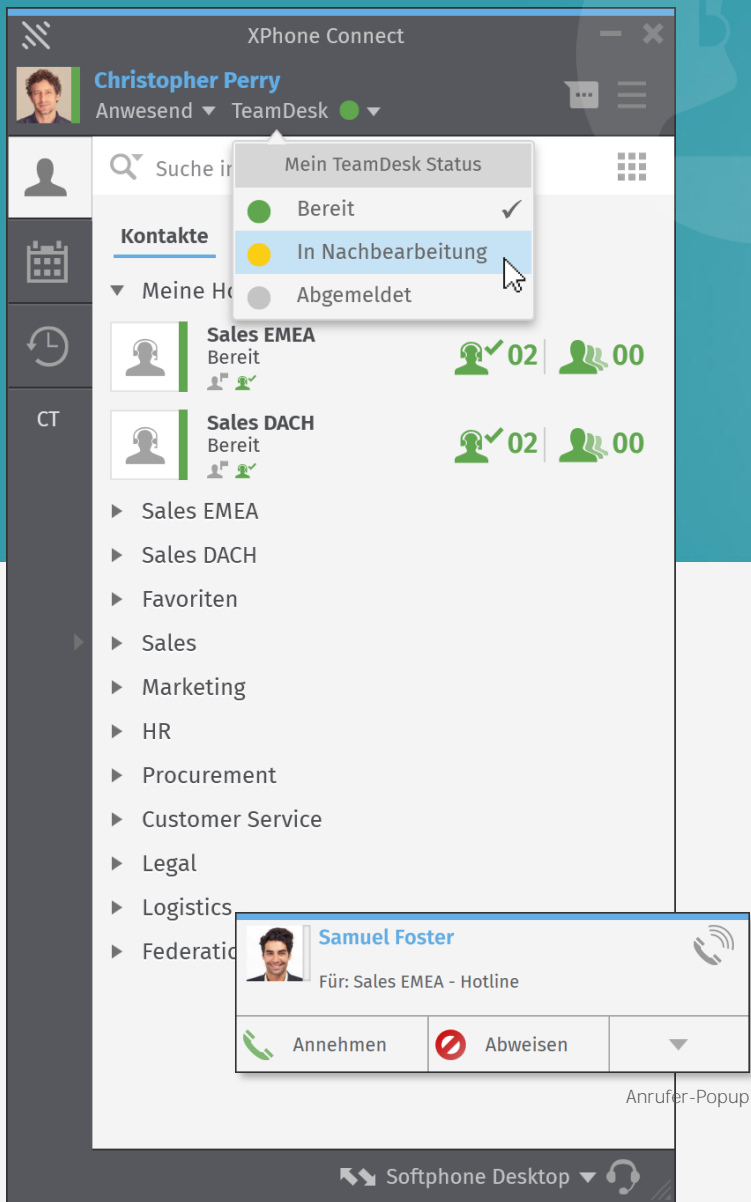 XPhone Connect
Christopher Perry
Anwesend TeamDesk
Mein TeamDesk Status
Suche in
Bereit
Kontakte
In Nachbearbeitung
Meine Ho
Abgemeldet
Sales EMEA
Bereit
02 00
Sales DACH
Bereit
02 00
CT
Sales EMEA
Sales DACH
Favoriten
Sales
Marketing
HR
Procurement
Customer Service
Legal
Logistics
Federatio
Samuel Foster
Für: Sales EMEA - Hotline
Annehmen Abweisen
Anrufer-Popup
Softphone Desktop